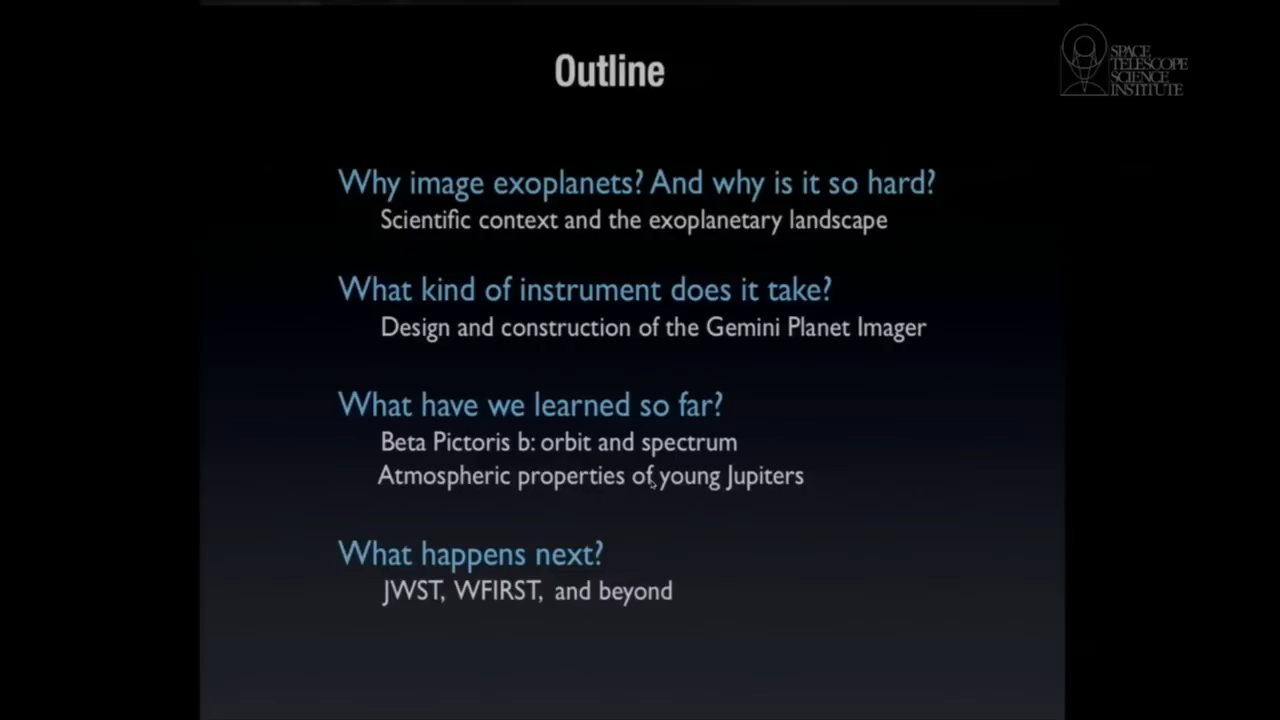 Outline
SPACE
TELESCOPE
SCIENCE
INSTITUTE
Why image exoplanets? And why is it so hard?
Scientific context and the exoplanetary landscape
What kind of instrument does it take?
Design and construction of the Gemini Planet Imager
What have we learned so far?
Beta Pictoris b: orbit and spectrum
Atmospheric properties of young Jupiters
What happens next?
JWST, WFIRST, and beyond